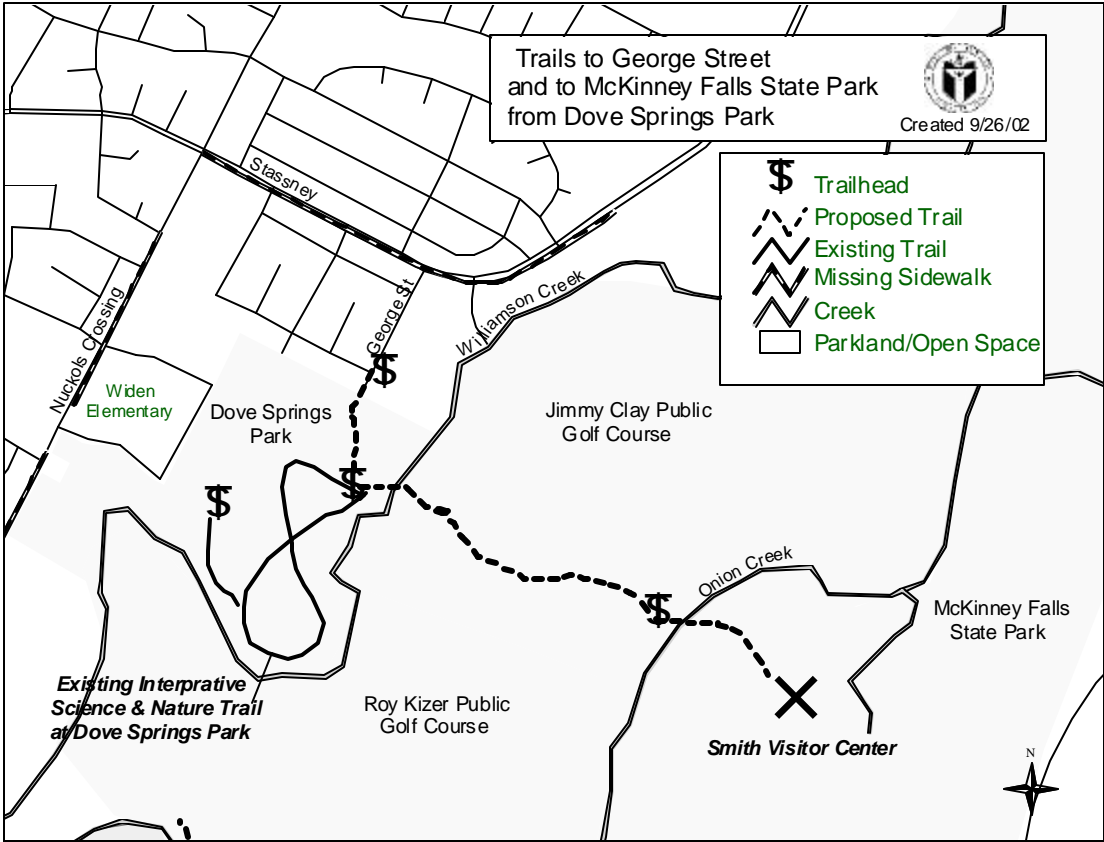 Trails to George Street
and to McKinney Falls State Park
from Dove Springs Park
Created 9/26/02
Trailhead
Proposed Trail
Existing Trail
Missing Sidewalk
Creek
Parkland/Open Space
Stassney
George St
Williamson Creek
Nuckols Crossing
Widen
Elementary
Dove Springs
Park
Jimmy Clay Public
Golf Course
Onion Creek
McKinney Falls
State Park
Existing Interprative
Science & Nature Trail
at Dove Springs Park
Roy Kizer Public
Golf Course
Smith Visitor Center
N